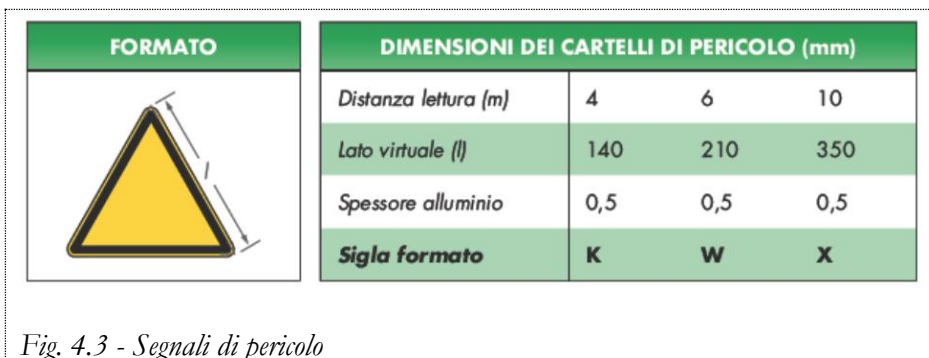 FORMATO
l
DIMENSIONI DEI CARTELLI DI PERICOLO (mm)
Distanza lettura (m) 4 6 10
Lato virtuale (l) 140 210 350
Spessore alluminio 0,5 0,5 0,5
Sigla formato K W X
Fig. 4.3 - Segnali di pericolo